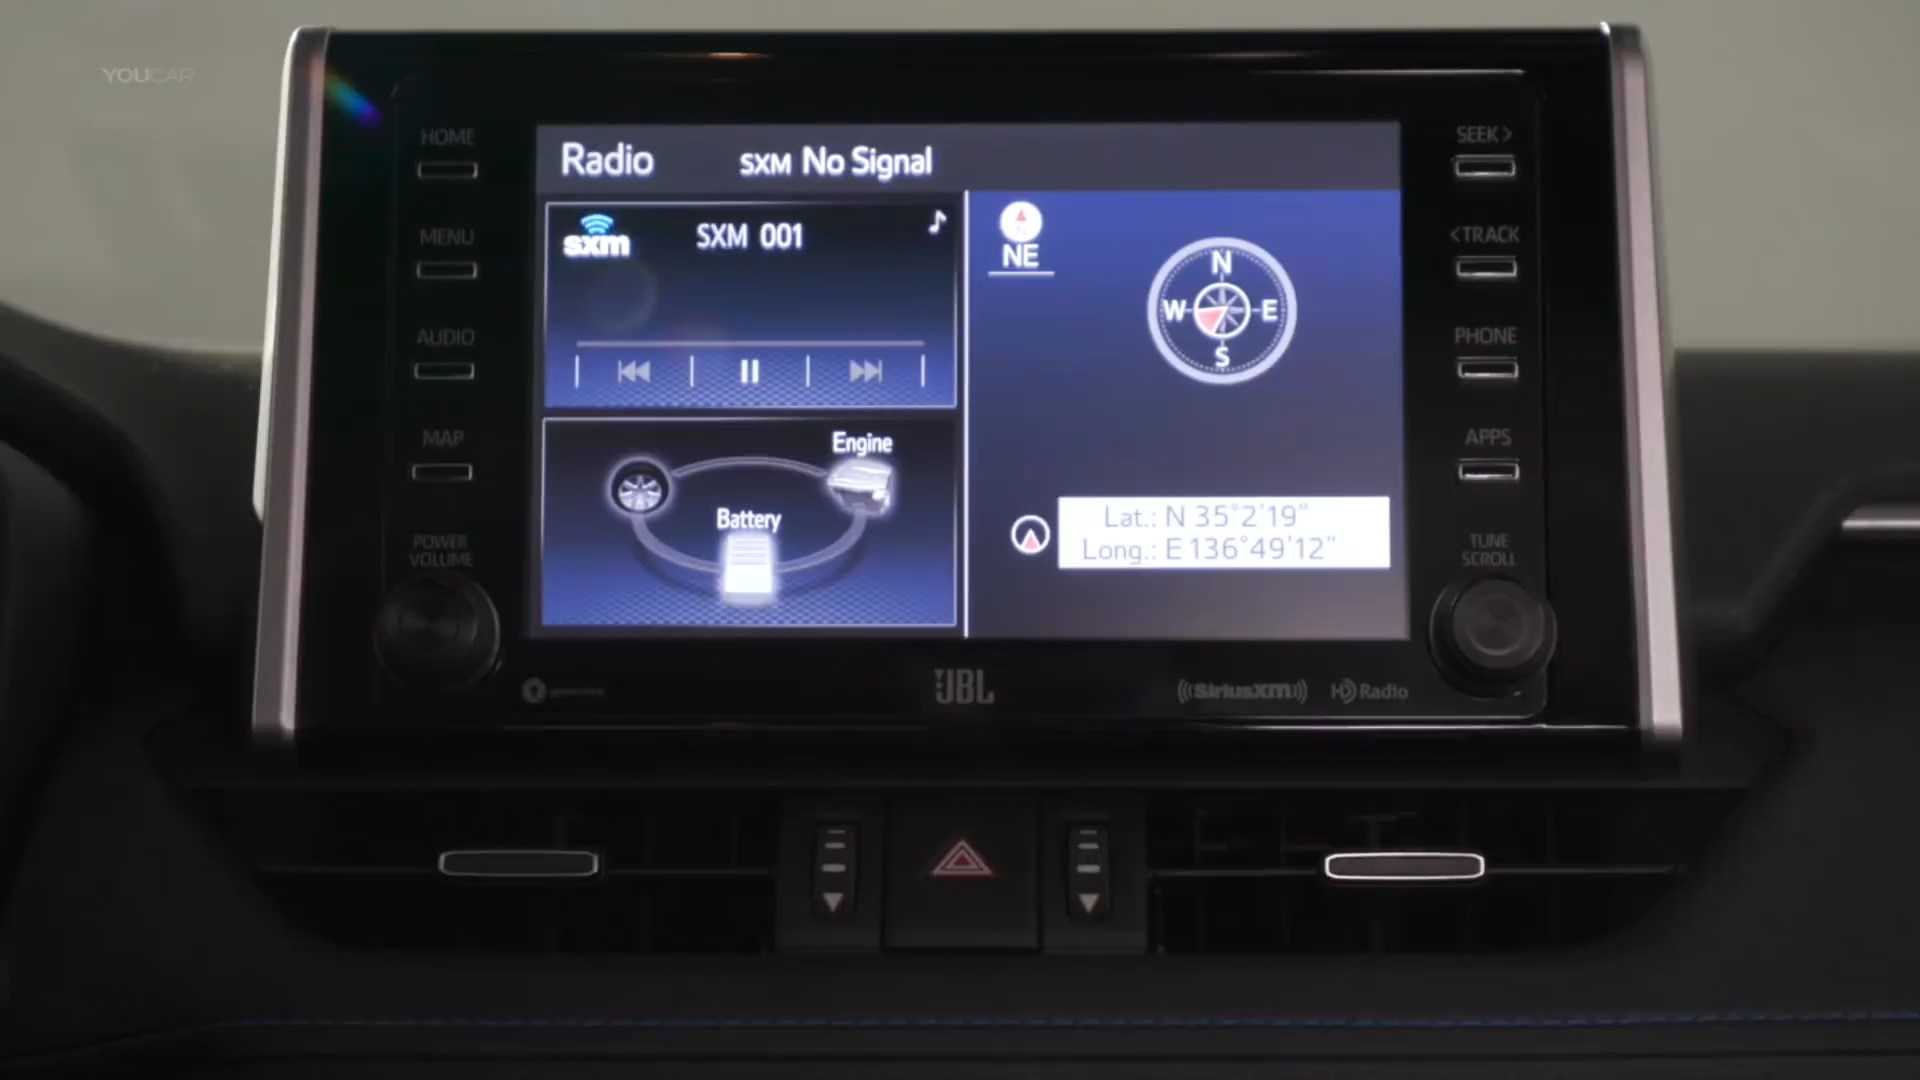 YOUCAR
HOME
MENU
AUDIO
MAP
POWER
VOLUME
Radio
SXM No Signal
sxm
SXM 001
Engine
Battery
N
NE
N
W
E
S
Lat.: N 35°2'19"
Long.: E 136°49'12"
SEEK >
< TRACK
PHONE
APPS
TUNE
SCROLL
JBL
((SiriusXM))
HD Radio